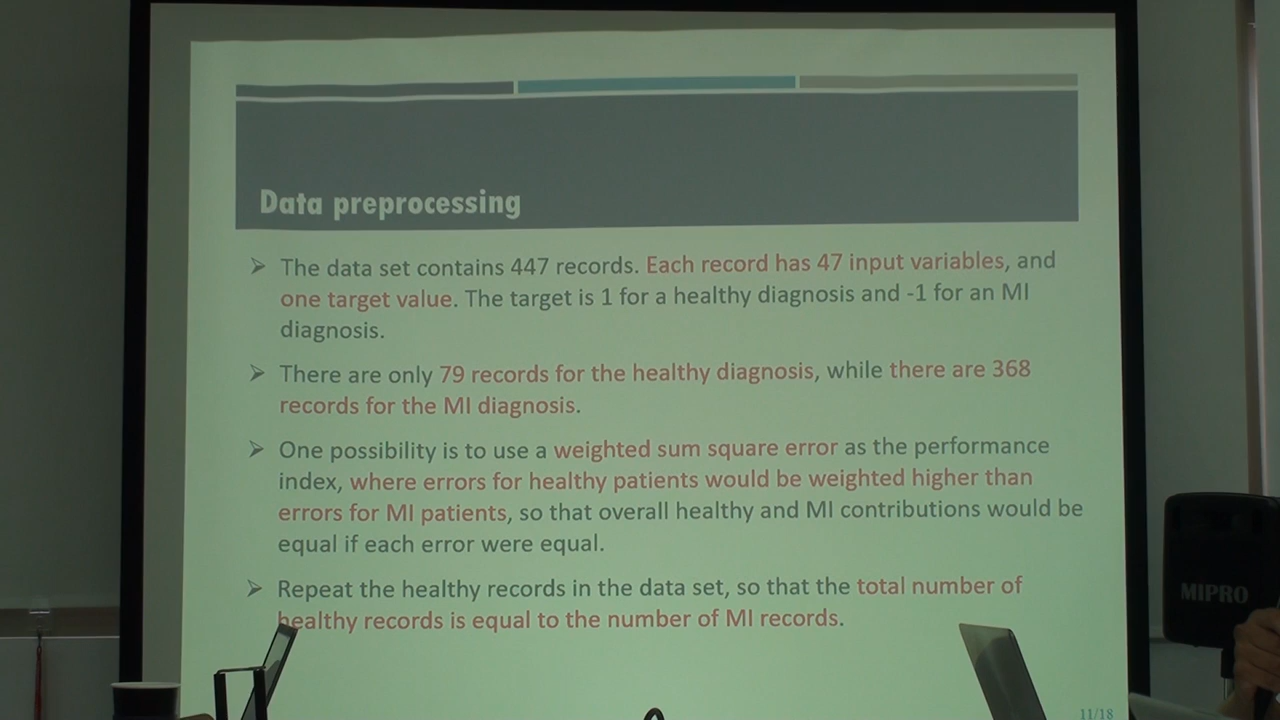 Data preprocessing
The data set contains 447 records. Each record has 47 input variables, and
one target value. The target is 1 for a healthy diagnosis and -1 for an MI
diagnosis.
There are only 79 records for the healthy diagnosis, while there are 368
records for the MI diagnosis.
One possibility is to use a weighted sum square error as the performance
index, where errors for healthy patients would be weighted higher than
errors for MI patients, so that overall healthy and MI contributions would be
equal if each error were equal.
Repeat the healthy records in the data set, so that the total number of
healthy records is equal to the number of MI records.
MIPRO
11/18